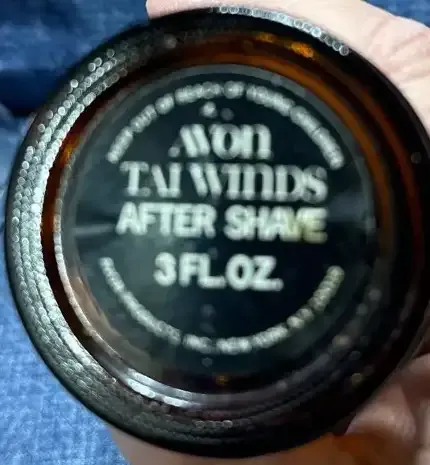 KEEP OUT OF REACH OF YOUNG CHILDREN
AVON
TAI WINDS
AFTER SHAVE
3 FL. OZ.
AVON PRODUCTS, INC. NEW YORK, N.Y.